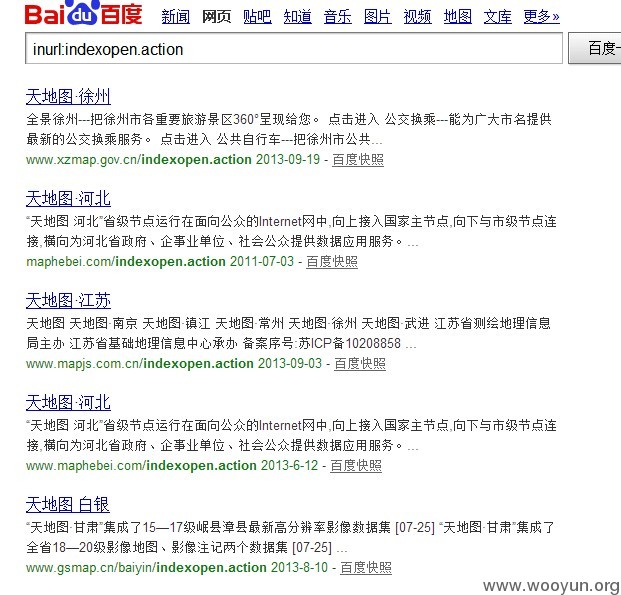 Bai du 百度 新闻 网页 贴吧 知道 音乐 图片 视频 地图 文库 更多»
inurl:indexopen.action 百度一
天地图·徐州
全景徐州---把徐州市各重要旅游景区360°呈现给您。 点击进入 公交换乘---能为广大市名提供
最新的公交换乘服务。 点击进入 公共自行车---把徐州市公共...
www.xzmap.gov.cn/indexopen.action 2013-09-19 - 百度快照
天地图·河北
“天地图 河北”省级节点运行在面向公众的Internet网中,向上接入国家主节点,向下与市级节点连
接,横向为河北省政府、企事业单位、社会公众提供数据应用服务。...
maphebei.com/indexopen.action 2011-07-03 - 百度快照
天地图·江苏
天地图 天地图·南京 天地图·镇江 天地图·常州 天地图·徐州 天地图·武进 江苏省测绘地理信息
局主办 江苏省基础地理信息中心承办 备案序号:苏ICP备10208858 ...
www.mapjs.com.cn/indexopen.action 2013-09-03 - 百度快照
天地图·河北
“天地图 河北”省级节点运行在面向公众的Internet网中,向上接入国家主节点,向下与市级节点连
接,横向为河北省政府、企事业单位、社会公众提供数据应用服务。...
www.maphebei.com/indexopen.action 2013-6-12 - 百度快照
天地图 白银
“天地图·甘肃”集成了15—17级岷县漳县最新高分辨率影像数据集 [07-25] “天地图·甘肃”集成了
全省18—20级影像地图、影像注记两个数据集 [07-25] ...
www.gsmap.cn/baiyin/indexopen.action 2013-8-10 - 百度快照
www.wooyun.org